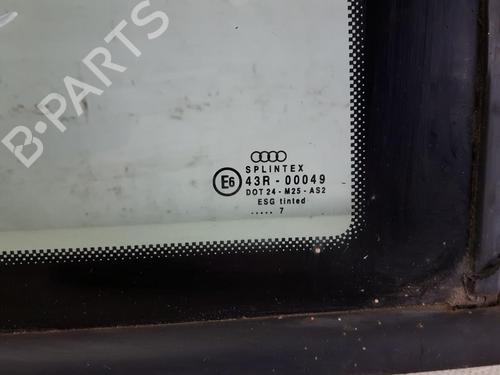 B-PARTS
SPLINTEX
E6 43R-00049
DOT 24 - M25 - AS2
ESG tinted
..... 7